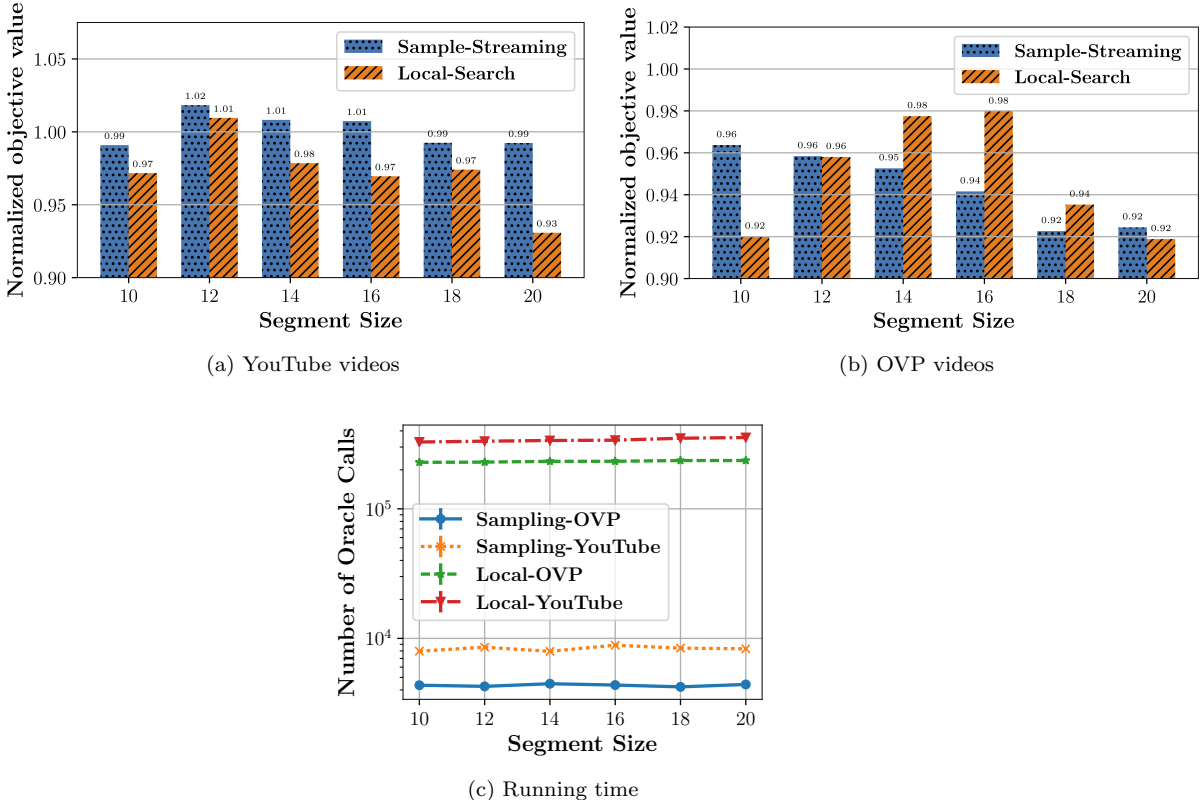 Normalized objective value
1.05
1.00
0.95
0.90
Sample-Streaming
Local-Search
0.99
0.97
1.02
1.01
1.01
0.98
1.01
0.97
0.99
0.97
0.99
0.93
10 12 14 16 18 20
Segment Size
(a) YouTube videos
Normalized objective value
1.02
1.00
0.98
0.96
0.94
0.92
0.90
Sample-Streaming
Local-Search
0.96
0.92
0.96
0.96
0.95
0.98
0.94
0.98
0.92
0.94
0.92
0.92
10 12 14 16 18 20
Segment Size
(b) OVP videos
Number of Oracle Calls
10⁵
10⁴
Sampling-OVP
Sampling-YouTube
Local-OVP
Local-YouTube
10 12 14 16 18 20
Segment Size
(c) Running time